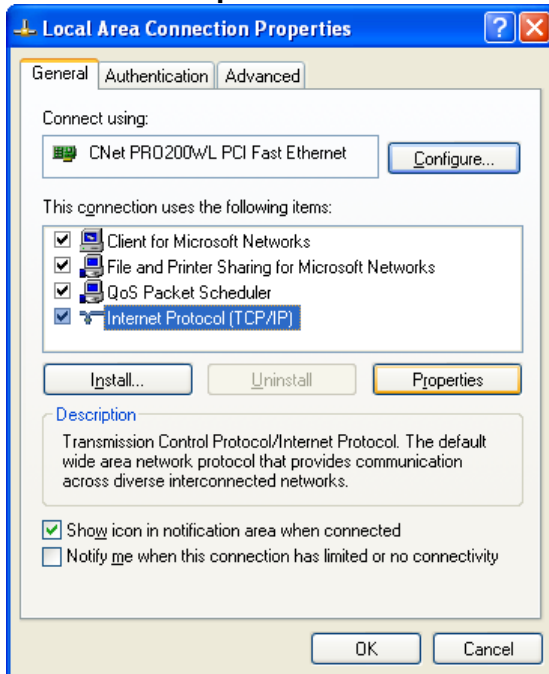 Local Area Connection Properties
General Authentication Advanced
Connect using:
CNet PRO200WL PCI Fast Ethernet Configure...
This connection uses the following items:
Client for Microsoft Networks
File and Printer Sharing for Microsoft Networks
QoS Packet Scheduler
Internet Protocol (TCP/IP)
Install... Uninstall Properties
Description
Transmission Control Protocol/Internet Protocol. The default
wide area network protocol that provides communication
across diverse interconnected networks.
Show icon in notification area when connected
Notify me when this connection has limited or no connectivity
OK Cancel